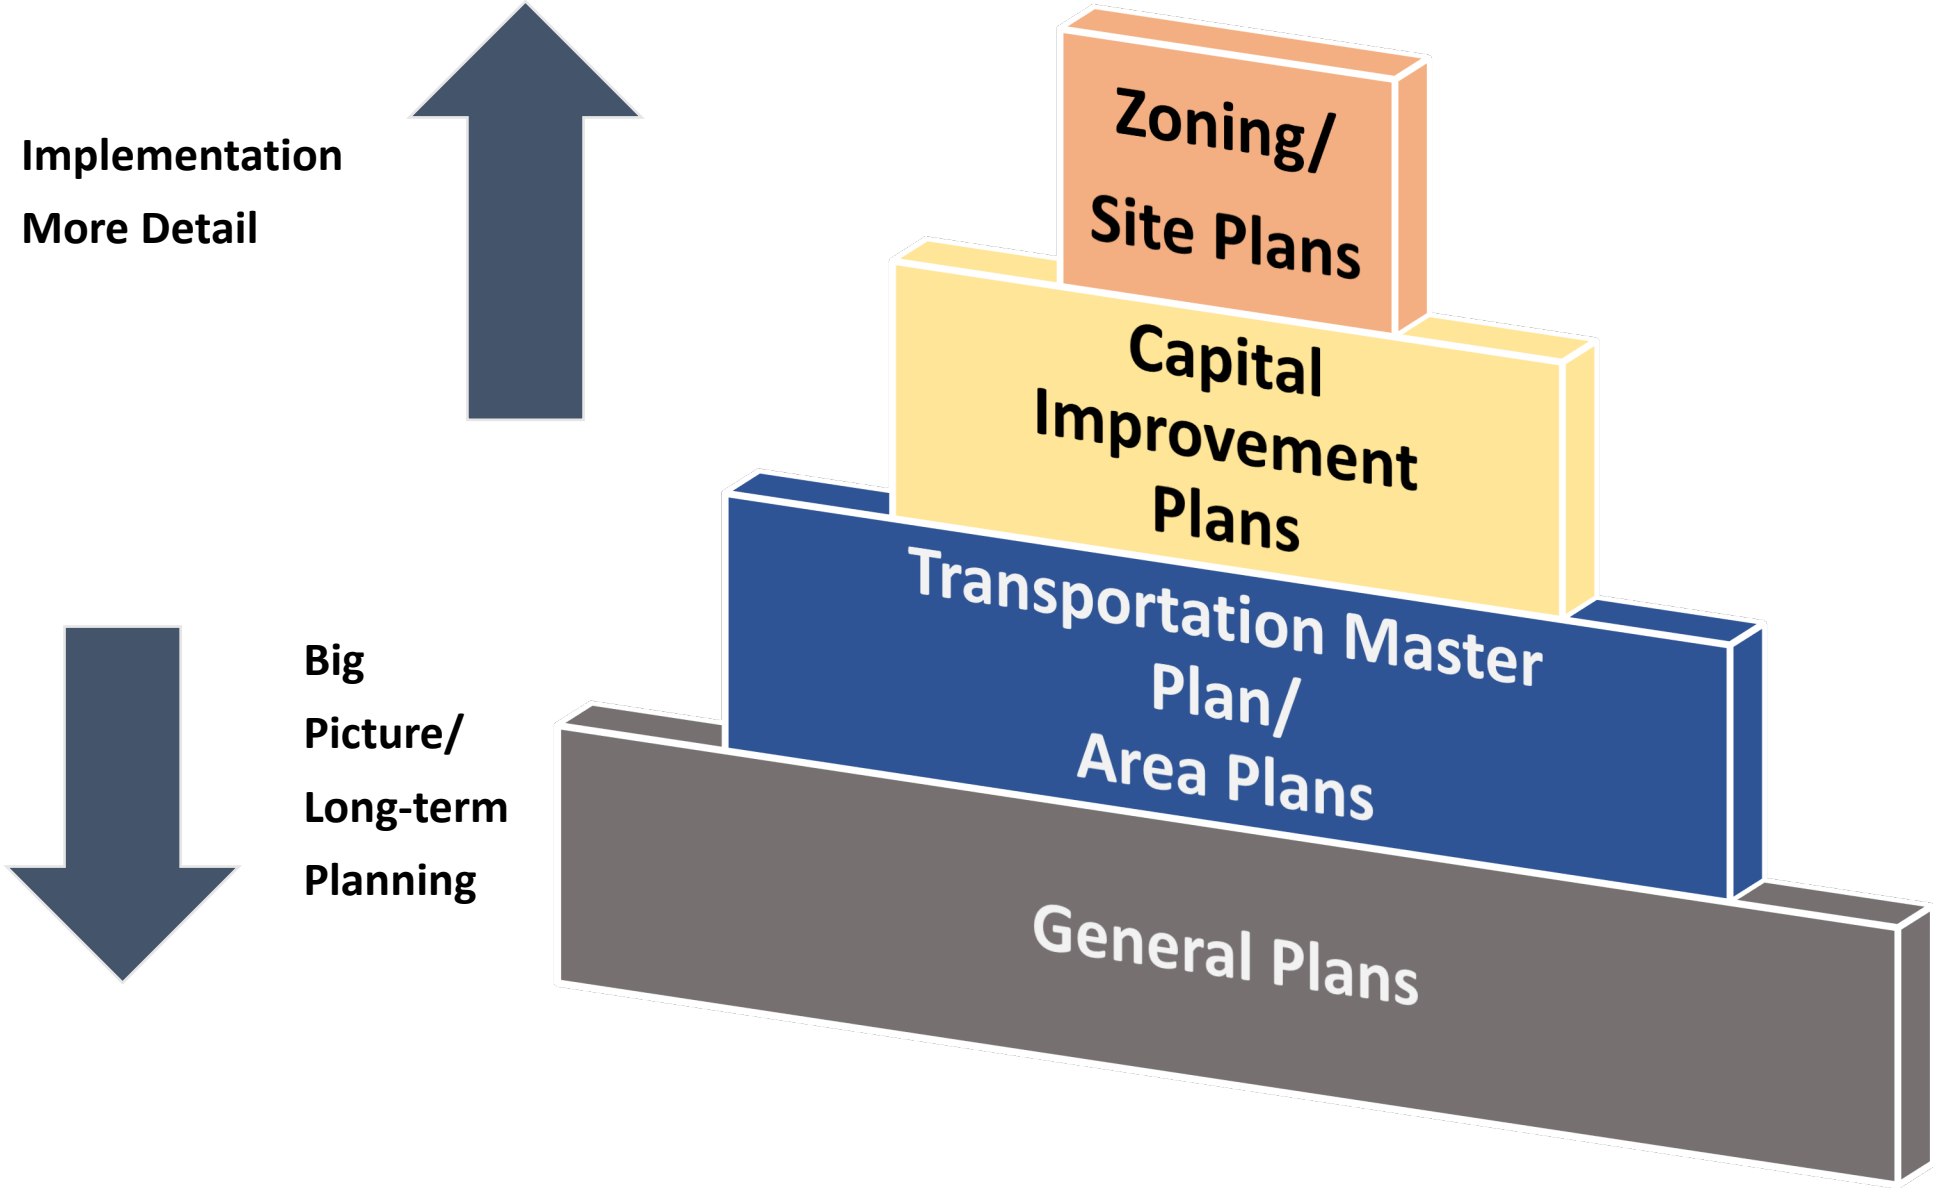 Implementation
More Detail
Zoning/
Site Plans
Capital
Improvement
Plans
Transportation Master
Plan/
Area Plans
Big
Picture/
Long-term
Planning
General Plans